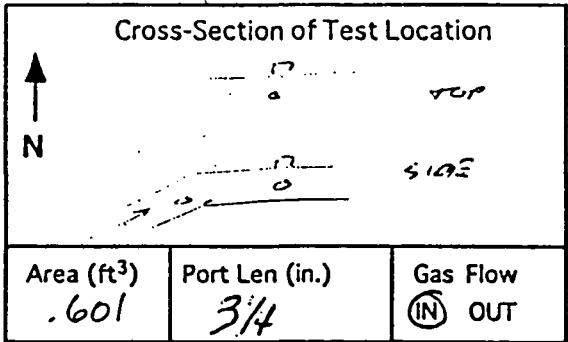 Cross-Section of Test Location
N
TOP
SIDE
Area (ft³) Port Len (in.) Gas Flow
.601 3/4 IN OUT